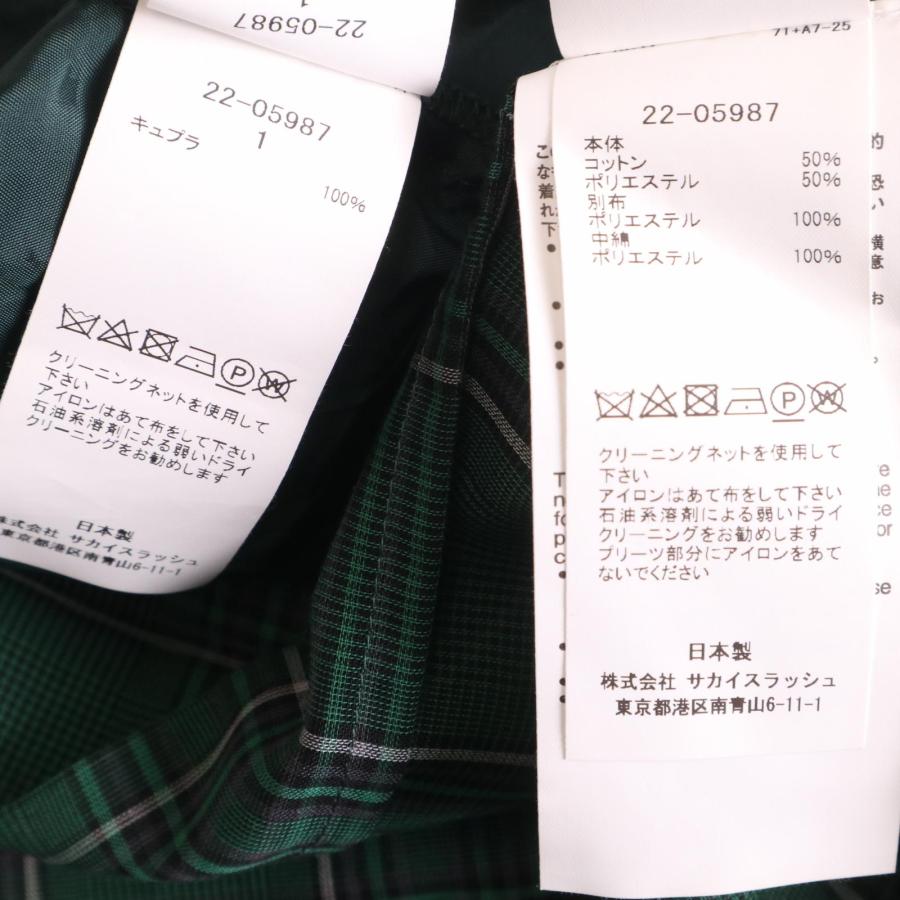 22-05987
1
22-05987
1
キュプラ
100%
P
W
クリーニングネットを使用して
下さい
アイロンはあて布をして下さい
石油系溶剤による弱いドライ
クリーニングをお勧めします
日本製
株式会社 サカイスラッシュ
東京都港区南青山6-11-1
71+A7-25
22-05987
本体
コットン 50%
ポリエステル 50%
別布
ポリエステル 100%
中綿
ポリエステル 100%
P
W
クリーニングネットを使用して
下さい
アイロンはあて布をして下さい
石油系溶剤による弱いドライ
クリーニングをお勧めします
プリーツ部分にアイロンをあて
ないでください
日本製
株式会社 サカイスラッシュ
東京都港区南青山6-11-1